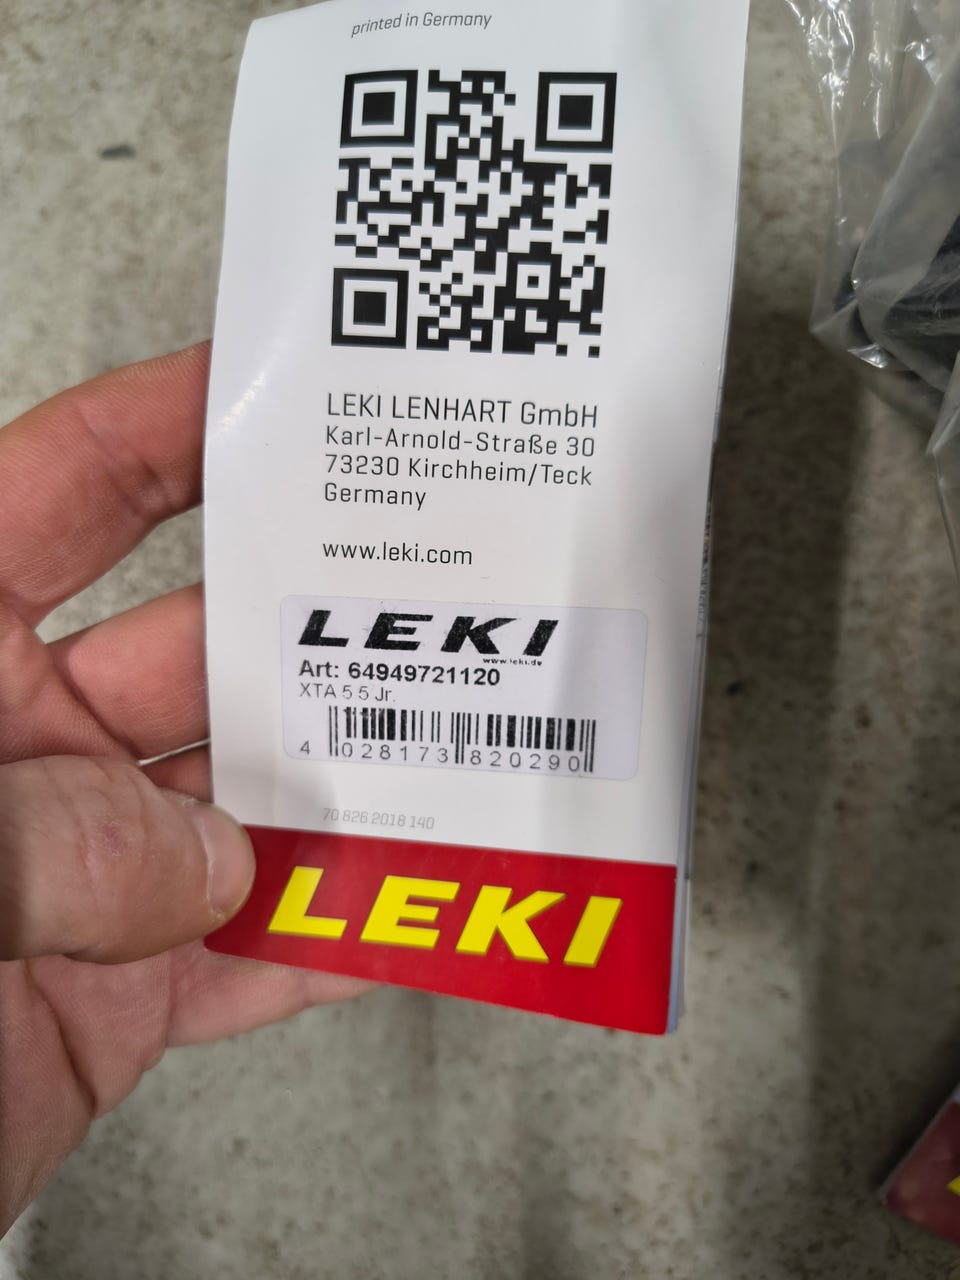 printed in Germany
LEKI LENHART GmbH
Karl-Arnold-Straße 30
73230 Kirchheim/Teck
Germany
www.leki.com
LEKI
www.leki.de
Art: 64949721120
XTA 5 5 Jr.
4 028173 820290
70 826 2018 140
LEKI